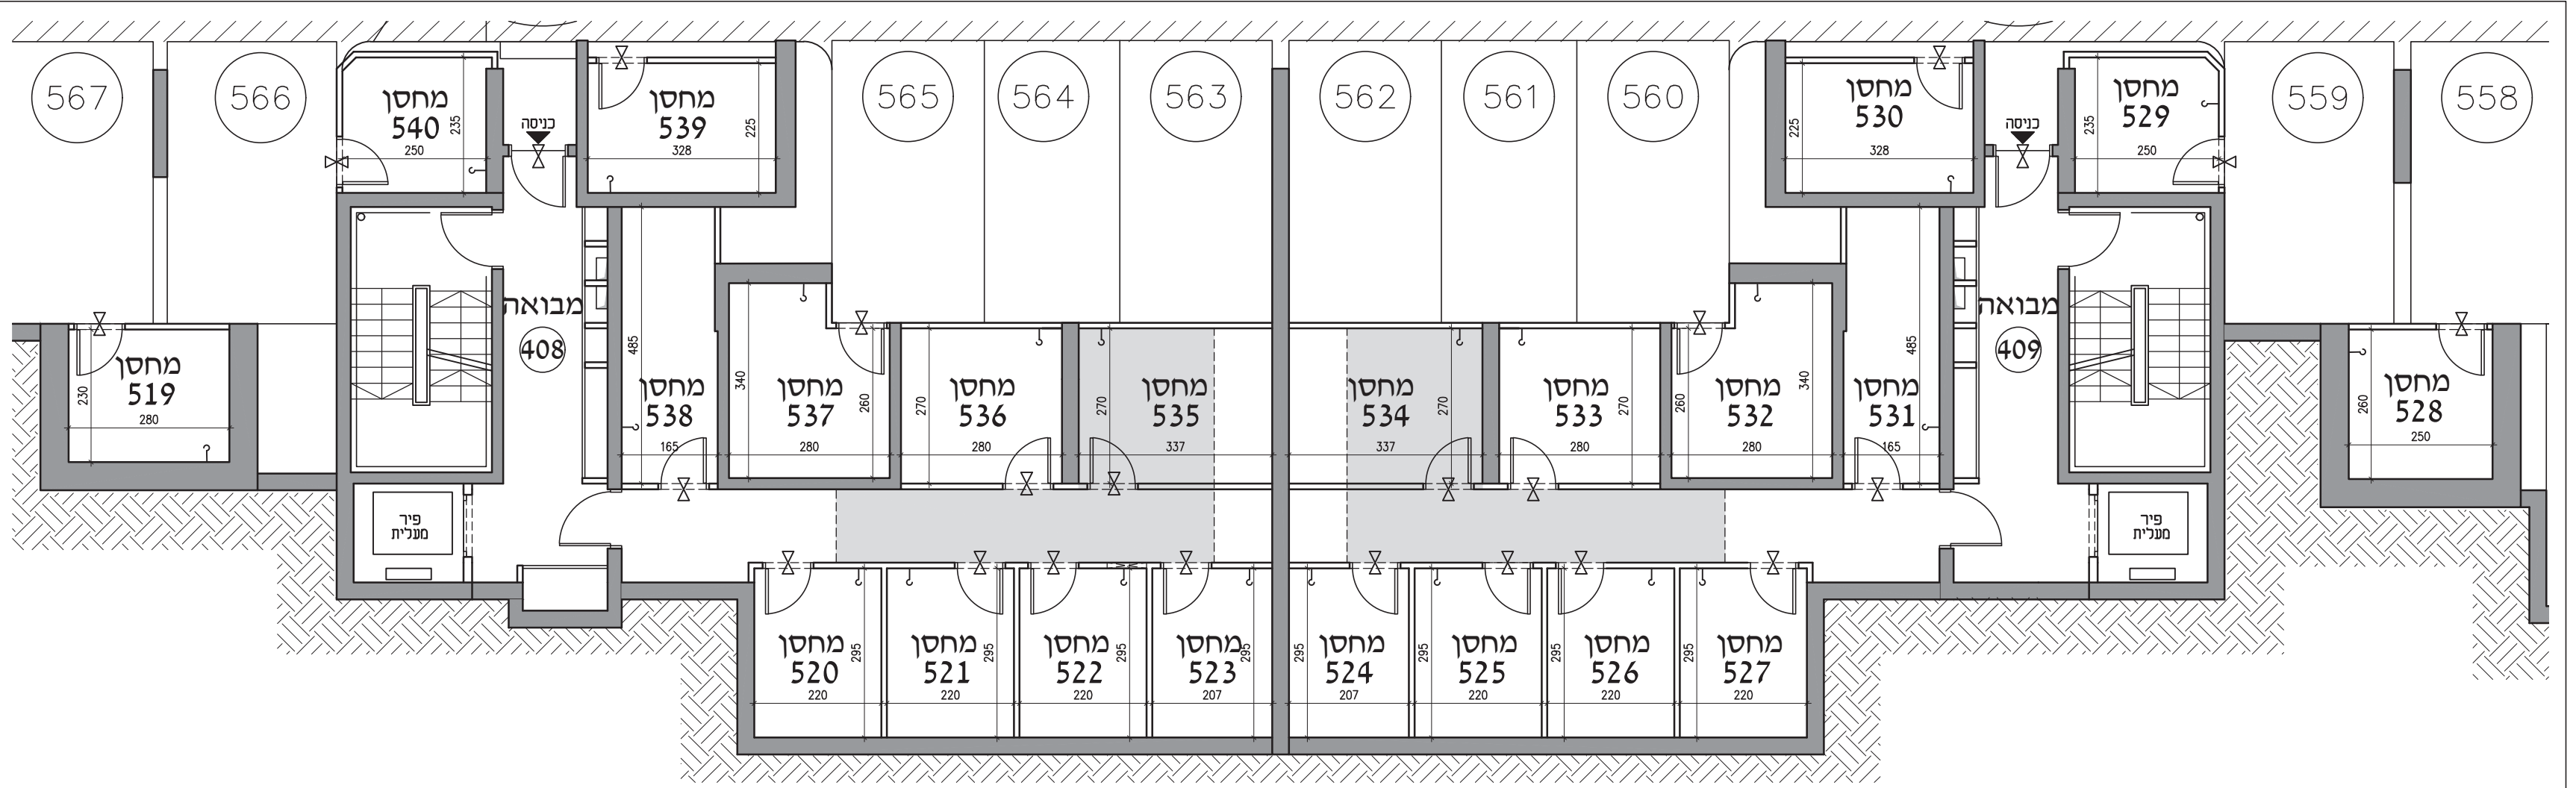 567
566
565
564
563
562
561
560
559
558
מחסן
540
235
250
כניסה
מחסן
539
225
328
מחסן
530
225
328
כניסה
מחסן
529
235
250
מבואה
408
מבואה
409
מחסן
519
230
280
485
מחסן
538
165
340
מחסן
537
260
280
270
מחסן
536
280
270
מחסן
535
337
מחסן
534
270
337
מחסן
533
270
280
260
מחסן
532
340
280
485
מחסן
531
165
260
מחסן
528
250
פיר
מעלית
פיר
מעלית
מחסן
520
295
220
מחסן
521
295
220
מחסן
522
295
220
מחסן
523
295
207
295
מחסן
524
207
295
מחסן
525
220
295
מחסן
526
220
295
מחסן
527
220